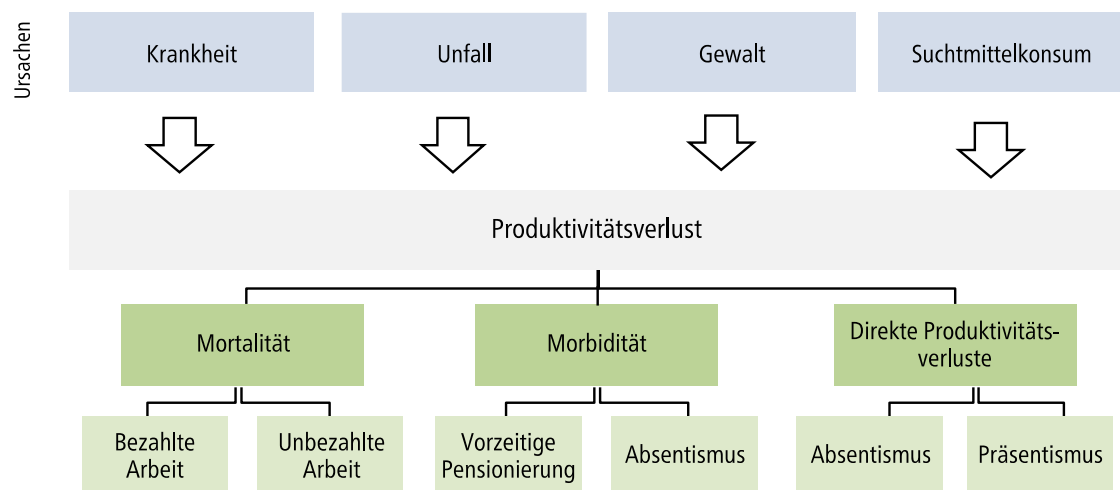 Ursachen
Krankheit
Unfall
Gewalt
Suchtmittelkonsum
Produktivitätsverlust
Mortalität
Morbidität
Direkte Produktivitäts-
verluste
Bezahlte
Arbeit
Unbezahlte
Arbeit
Vorzeitige
Pensionierung
Absentismus
Absentismus
Präsentismus